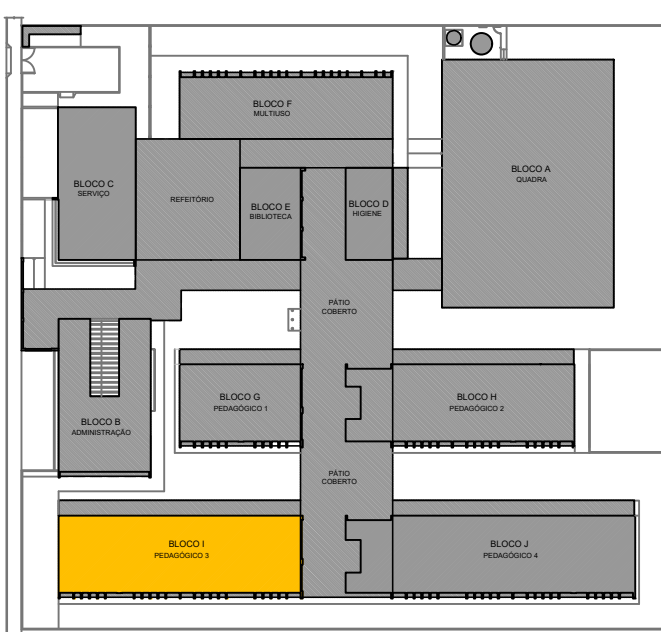 BLOCO F
MULTIUSO
BLOCO A
QUADRA
BLOCO C
SERVIÇO
REFEITÓRIO
BLOCO E
BIBLIOTECA
BLOCO D
HIGIENE
PÁTIO
COBERTO
BLOCO G
PEDAGÓGICO 1
BLOCO H
PEDAGÓGICO 2
BLOCO B
ADMINISTRAÇÃO
PÁTIO
COBERTO
BLOCO I
PEDAGÓGICO 3
BLOCO J
PEDAGÓGICO 4